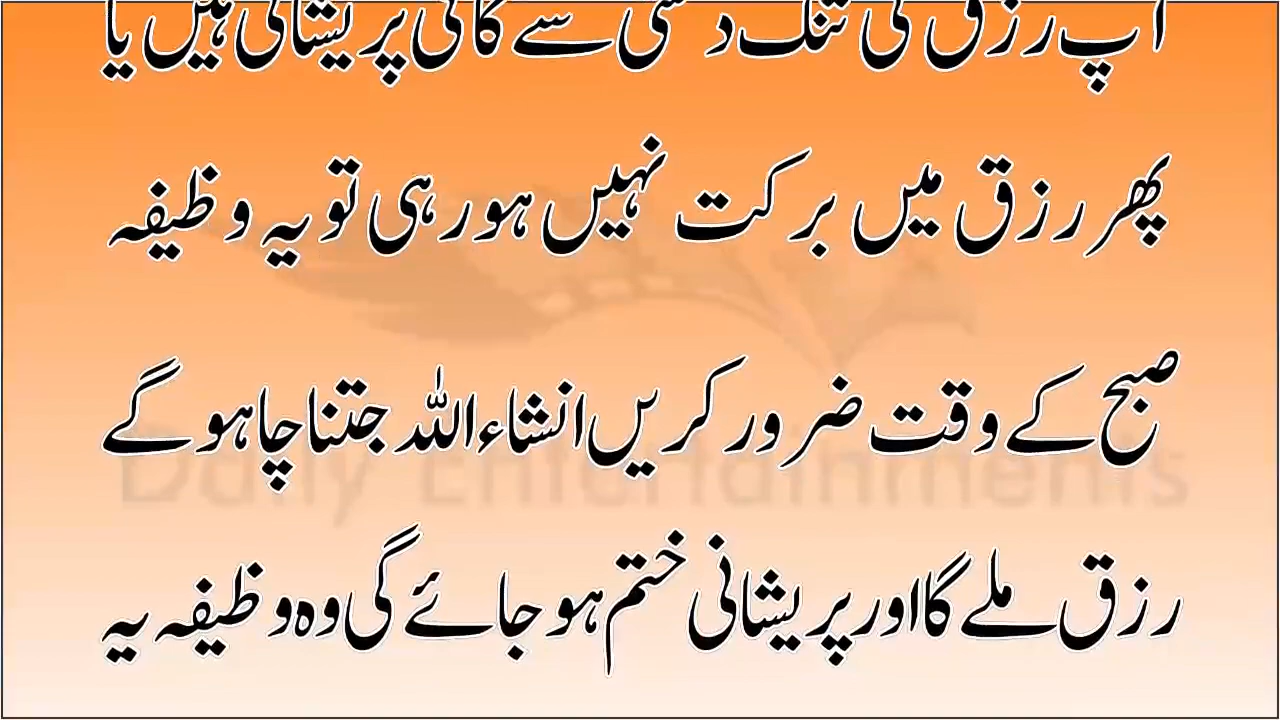 آپ رزق کی تنگ دستی سے کافی پریشانی ہیں یا
پھر رزق میں برکت نہیں ہو رہی تو یہ وظیفہ
صبح کے وقت ضرور کریں انشاء اللہ جتنا چاہو گے
Daily Entertainments
رزق ملے گا اور پریشانی ختم ہو جائے گی وہ وظیفہ یہ